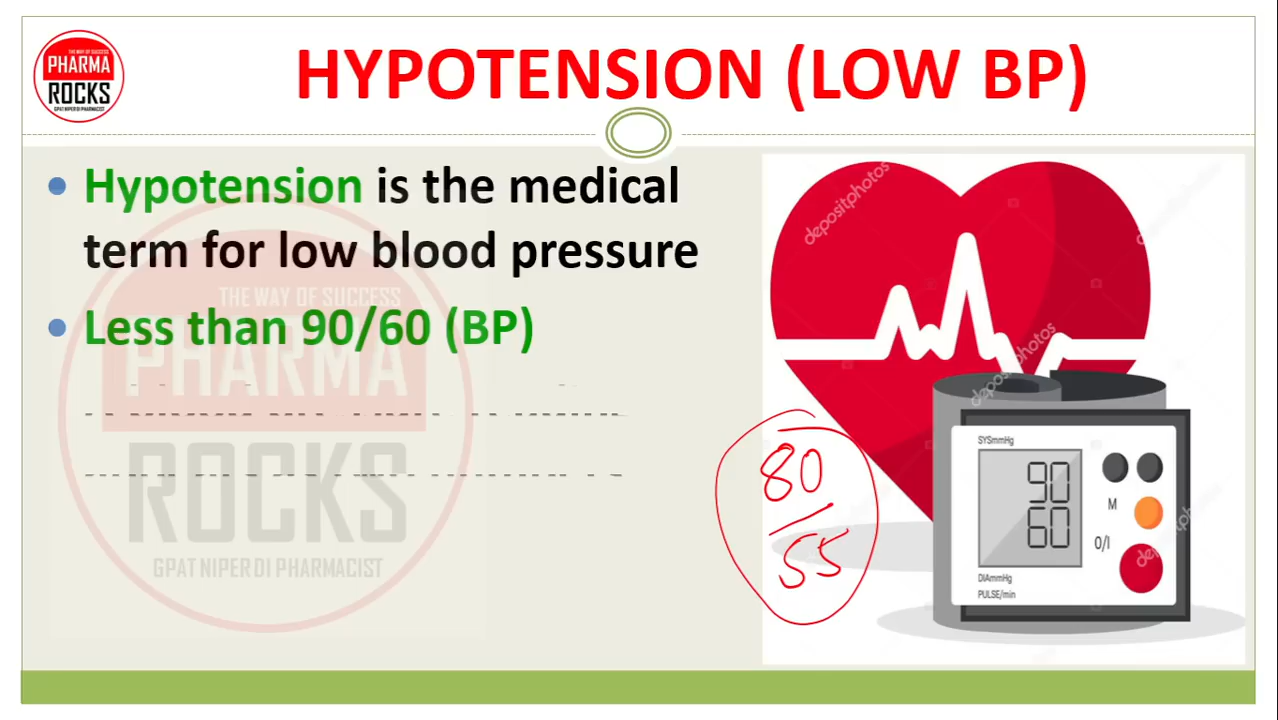 THE WAY OF SUCCESS
PHARMA
ROCKS
GPAT NIPER DI PHARMACIST
HYPOTENSION (LOW BP)
• Hypotension is the medical
term for low blood pressure
• Less than 90/60 (BP)
THE WAY OF SUCCESS
PHARMA
ROCKS
GPAT NIPER DI PHARMACIST
80
55
depositphotos
depositphotos
depositphotos
SYSmmHg
90
60
M
O/I
DIAmmHg
PULSE/min